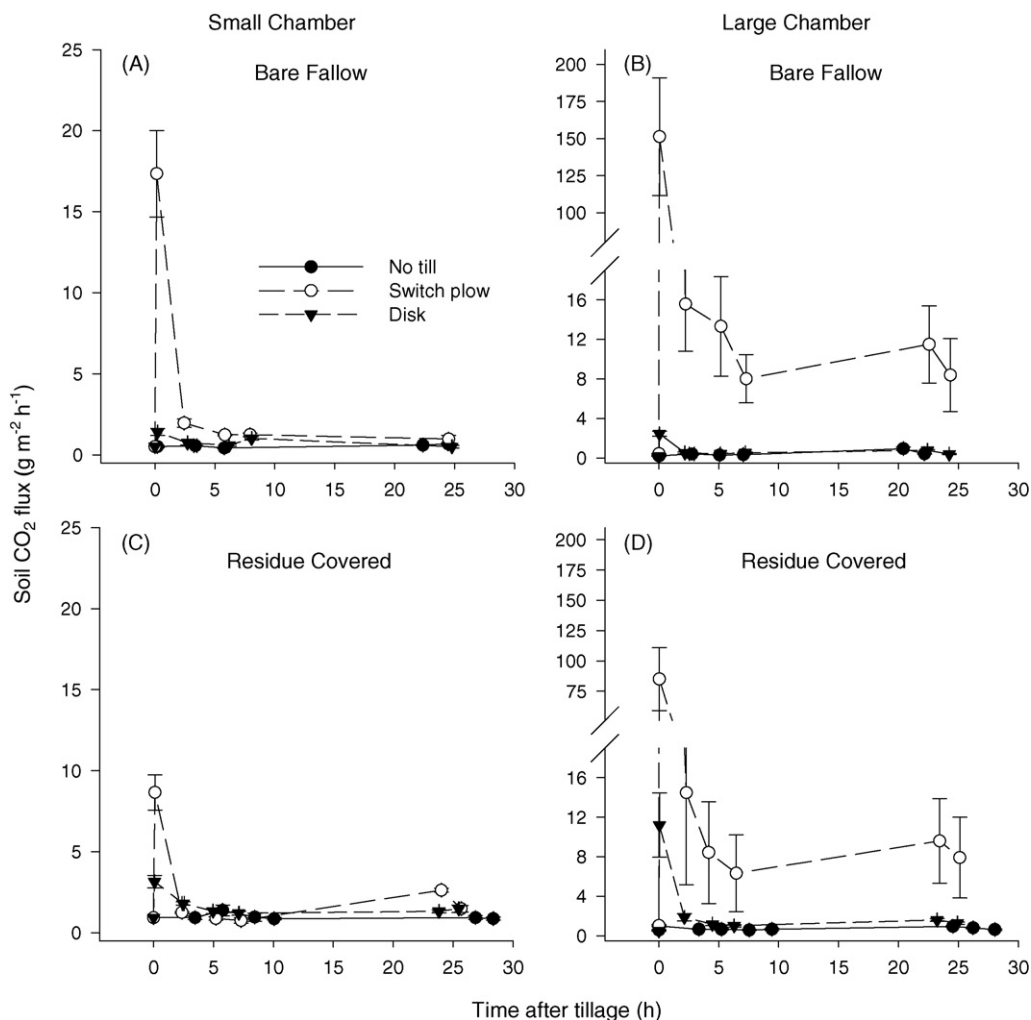 Small Chamber
Large Chamber
(A)
Bare Fallow
25
20
15
10
5
0
0 5 10 15 20 25 30
No till
Switch plow
Disk
(B)
Bare Fallow
200
175
150
125
100
16
12
8
4
0
0 5 10 15 20 25 30
(C)
Residue Covered
25
20
15
10
5
0
0 5 10 15 20 25 30
(D)
Residue Covered
200
175
150
125
100
75
16
12
8
4
0
0 5 10 15 20 25 30
Soil CO₂ flux (g m⁻² h⁻¹)
Time after tillage (h)